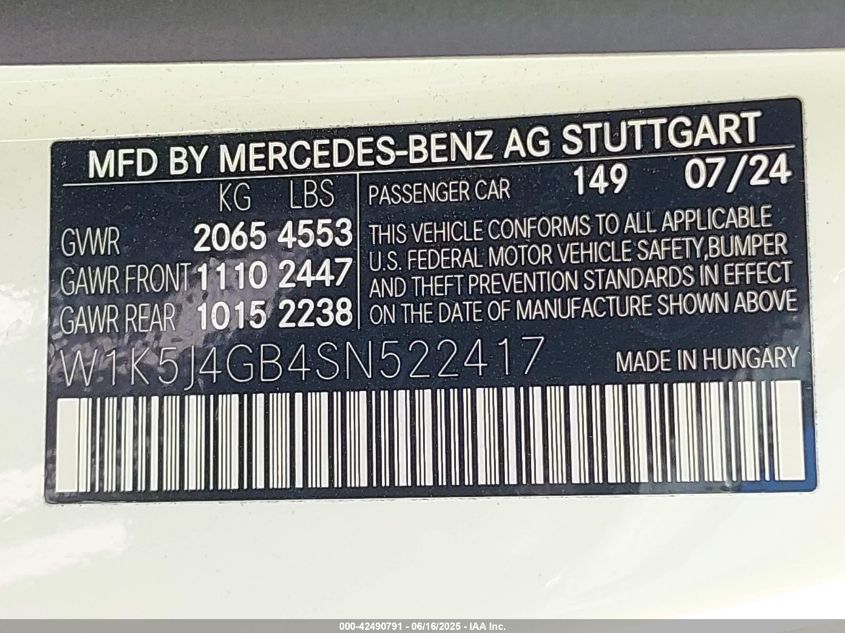 MFD BY MERCEDES-BENZ AG STUTTGART
KG LBS PASSENGER CAR 149 07/24
GVWR 2065 4553
GAWR FRONT 1110 2447
GAWR REAR 1015 2238
THIS VEHICLE CONFORMS TO ALL APPLICABLE
U.S. FEDERAL MOTOR VEHICLE SAFETY,BUMPER
AND THEFT PREVENTION STANDARDS IN EFFECT
ON THE DATE OF MANUFACTURE SHOWN ABOVE
W1K5J4GB4SN522417 MADE IN HUNGARY
000-42490791 - 06/16/2025 - IAA Inc.